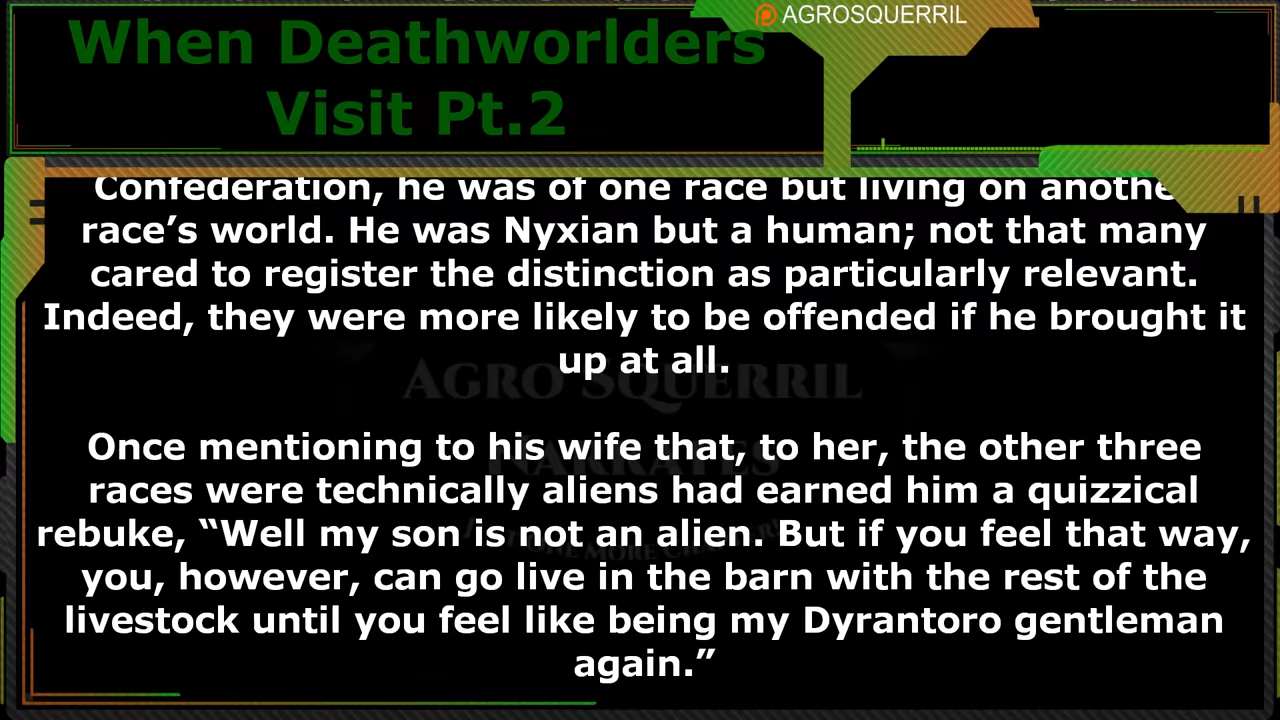 AGROSQUERRIL
When Deathworlders
Visit Pt.2
Confederation, he was of one race but living on another
race’s world. He was Nyxian but a human; not that many
cared to register the distinction as particularly relevant.
Indeed, they were more likely to be offended if he brought it
up at all.
AGRO SQUERRIL
NARRATES
Once mentioning to his wife that, to her, the other three
races were technically aliens had earned him a quizzical
rebuke, “Well my son is not an alien. But if you feel that way,
ONE MORE
you, however, can go live in the barn with the rest of the
livestock until you feel like being my Dyrantoro gentleman
again.”